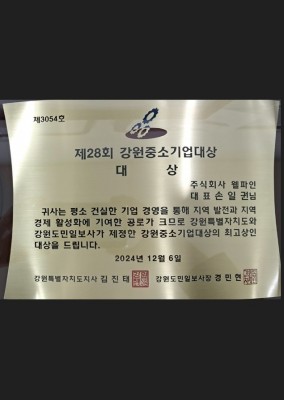 제3054호
제28회 강원중소기업대상
대 상
주식회사 웰파인
대표 손일권님
귀사는 평소 건실한 기업 경영을 통해 지역 발전과 지역
경제 활성화에 기여한 공로가 크므로 강원특별자치도와
강원도민일보사가 제정한 강원중소기업대상의 최고상인
대상을 드립니다.
2024년 12월 6일
강원특별자치도지사 김진태 강원도민일보사장 경민현